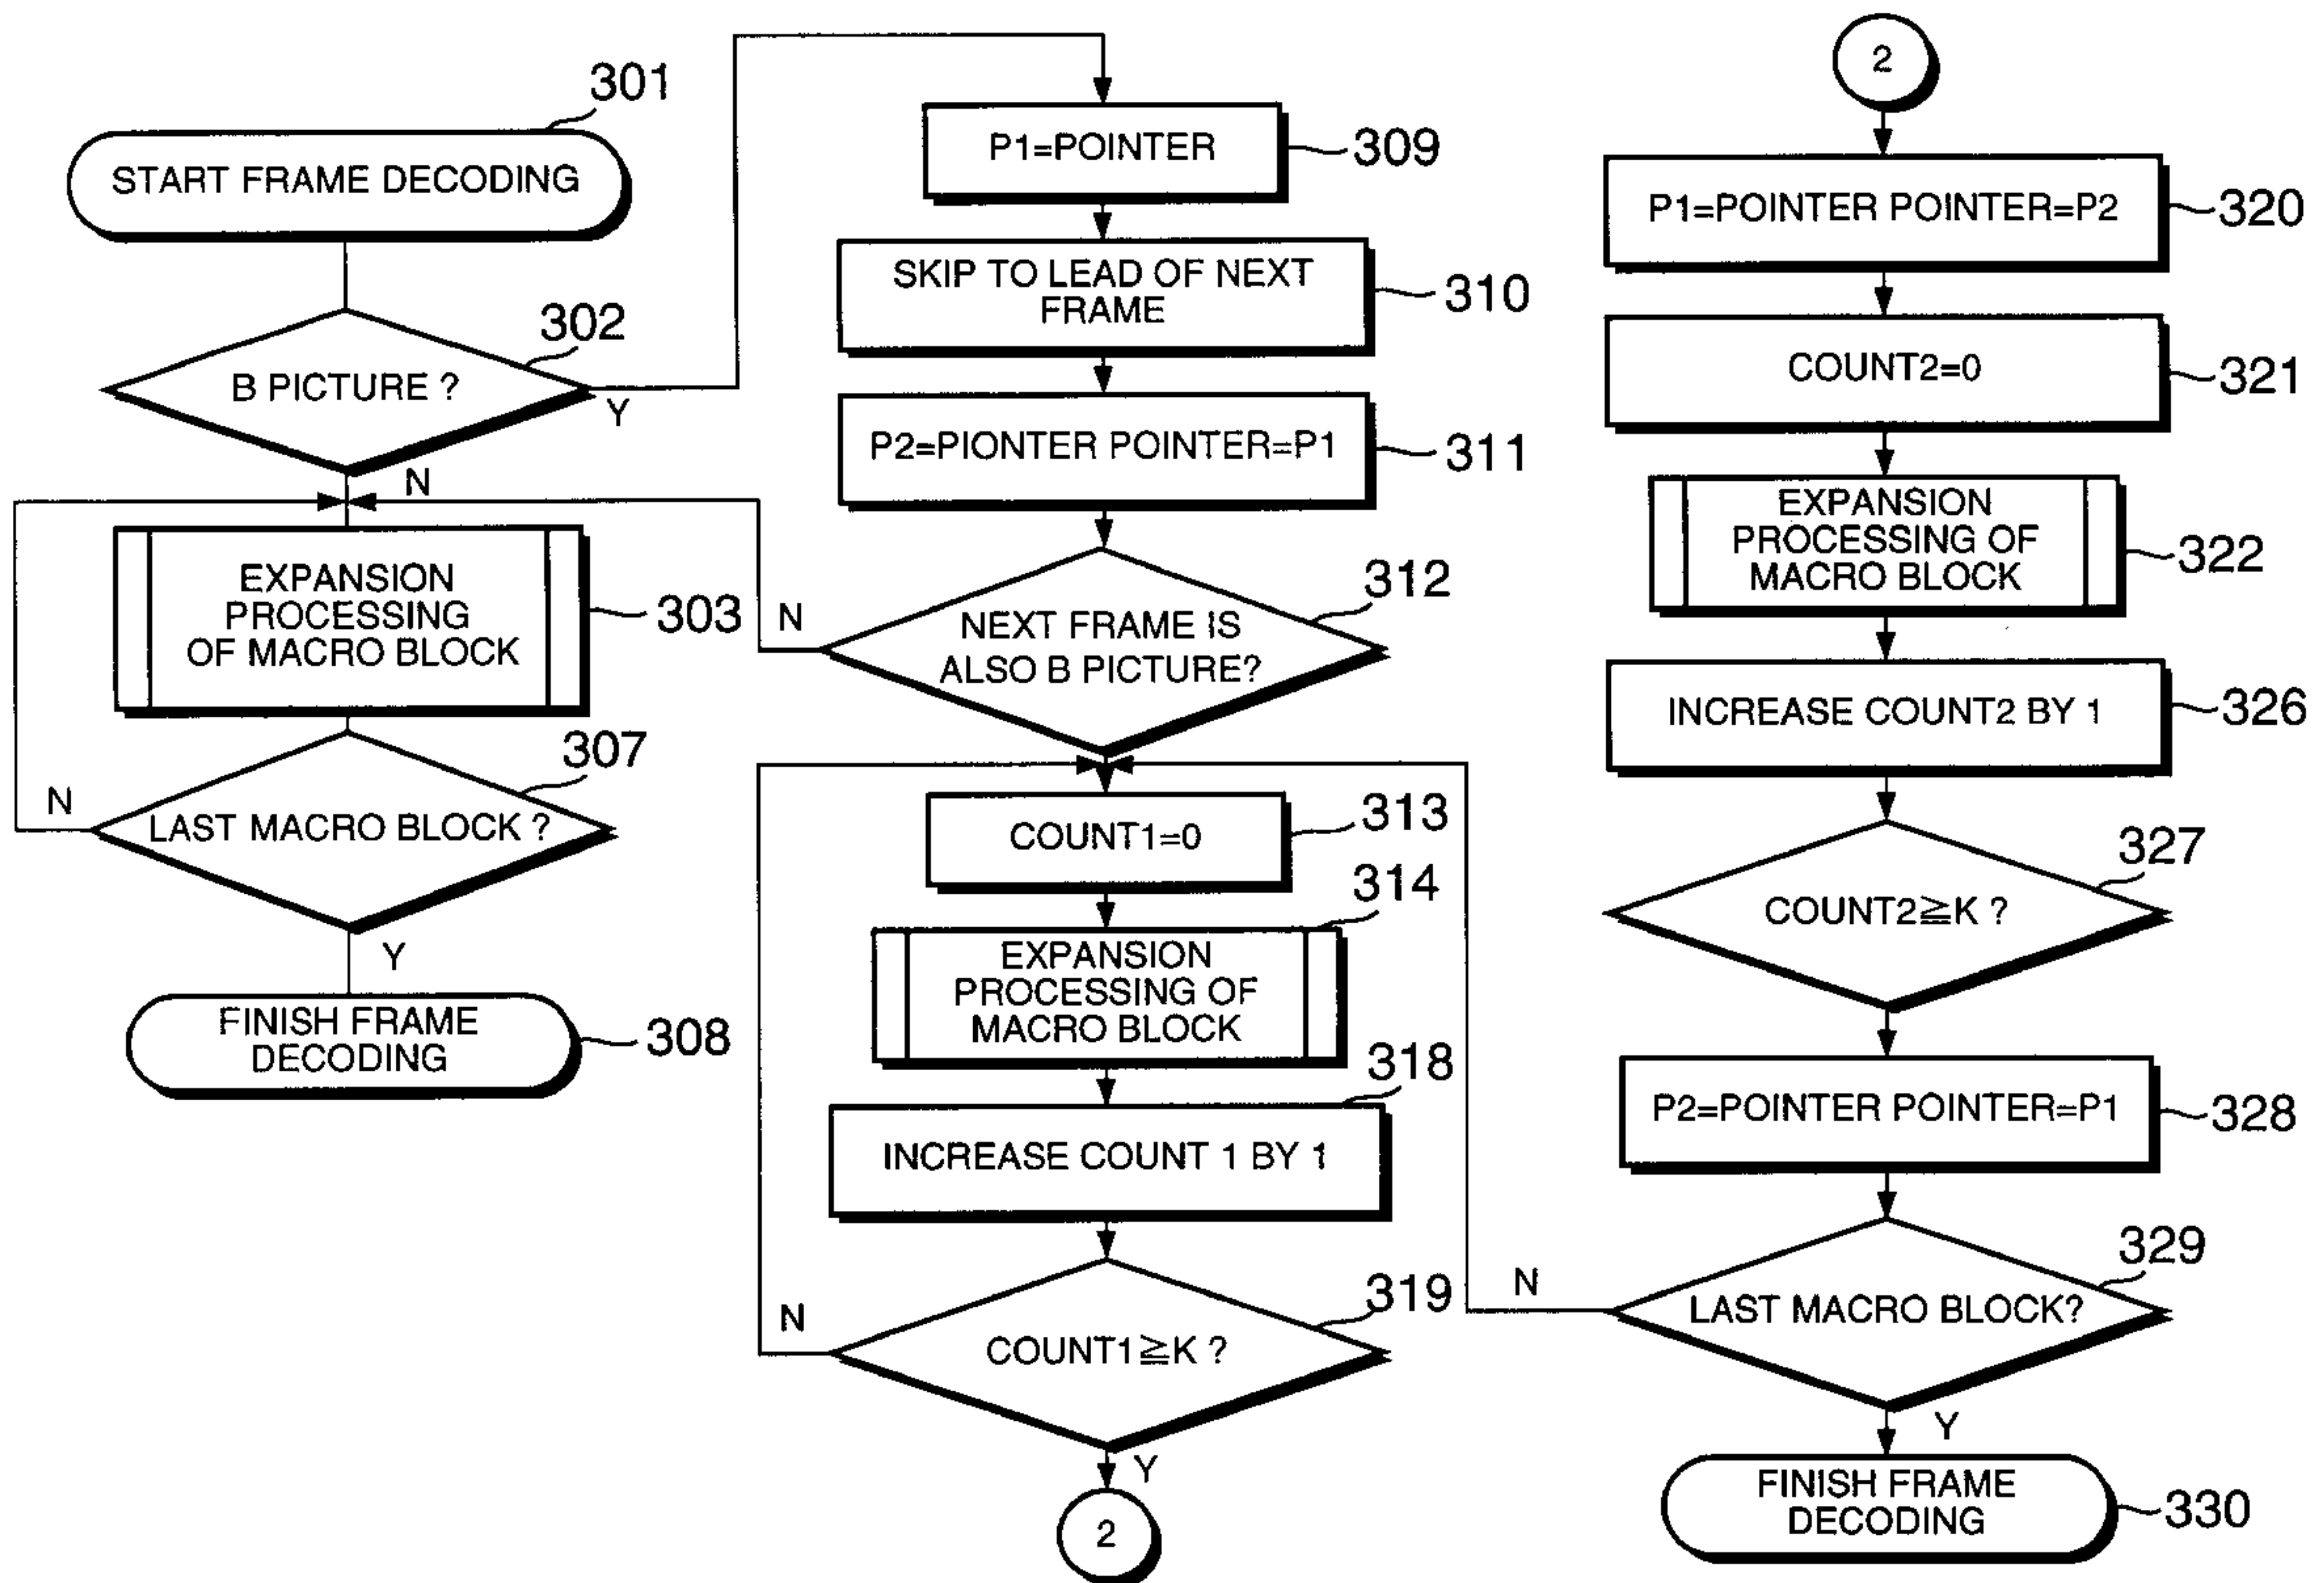 301
START FRAME DECODING
302
B PICTURE ?
Y
N
EXPANSION
PROCESSING
OF MACRO BLOCK
303
307
N
LAST MACRO BLOCK ?
Y
FINISH FRAME
DECODING
308
P1=POINTER
309
SKIP TO LEAD OF NEXT
FRAME
310
P2=PIONTER POINTER=P1
311
312
N
NEXT FRAME IS
ALSO B PICTURE?
COUNT1=0
313
314
EXPANSION
PROCESSING OF
MACRO BLOCK
318
INCREASE COUNT 1 BY 1
319
N
COUNT1≧K ?
Y
2
2
P1=POINTER POINTER=P2
320
COUNT2=0
321
EXPANSION
PROCESSING OF
MACRO BLOCK
322
INCREASE COUNT2 BY 1
326
327
COUNT2≧K ?
P2=POINTER POINTER=P1
328
329
N
LAST MACRO BLOCK?
Y
FINISH FRAME
DECODING
330